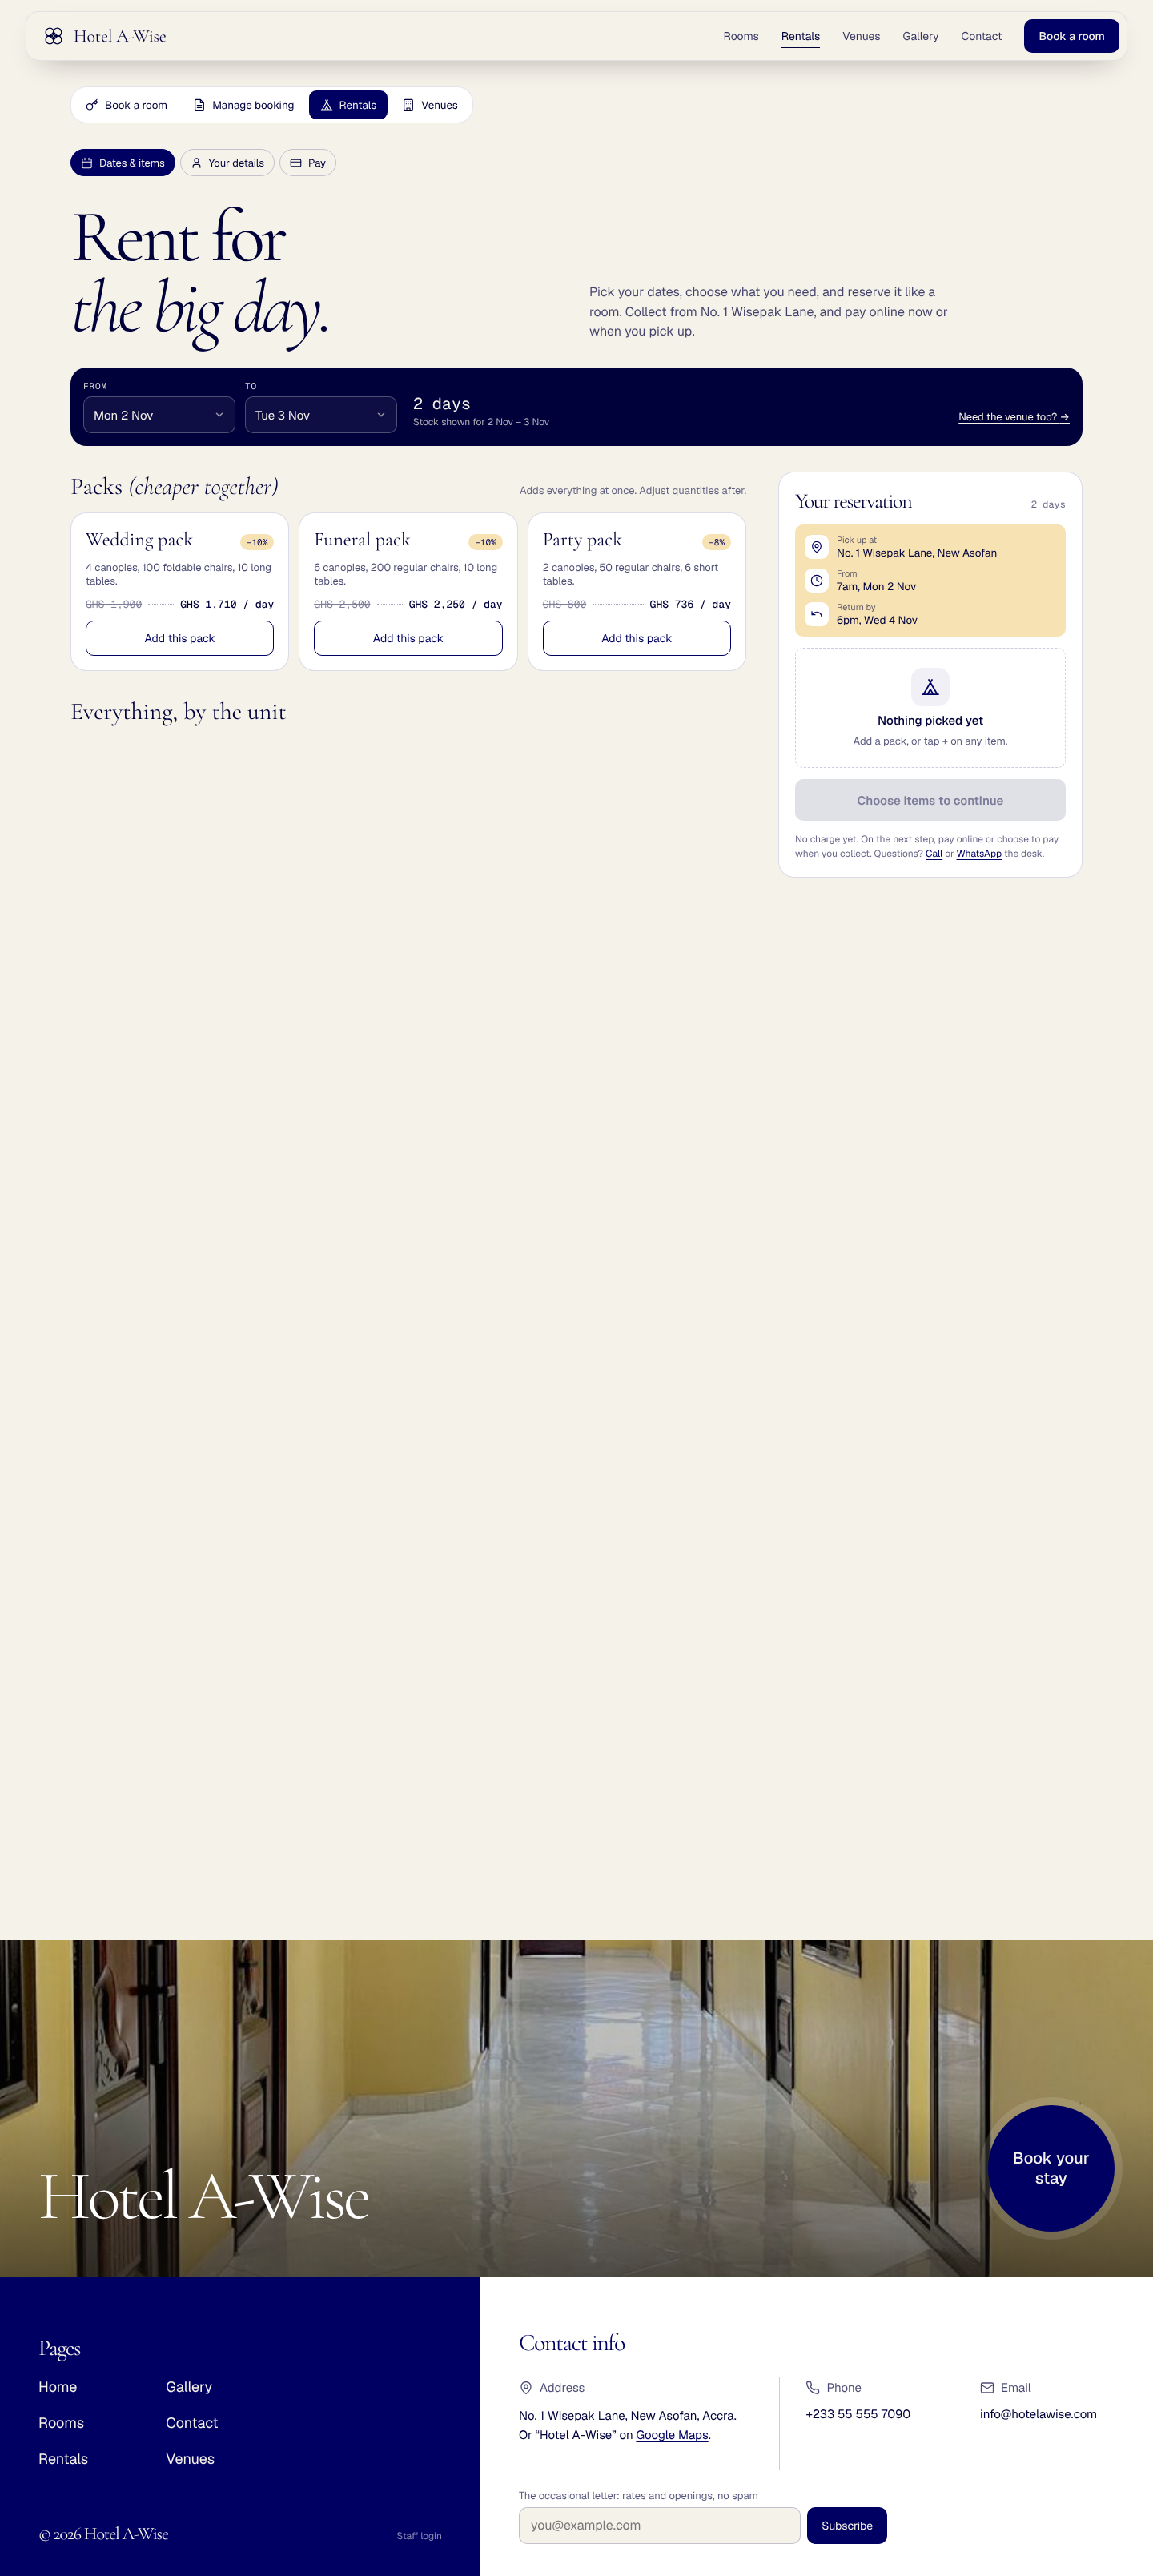 Hotel A-Wise
Rooms
Rentals
Venues
Gallery
Contact
Book a room
Book a room
Manage booking
Rentals
Venues
Dates & items
Your details
Pay
Rent for
the big day.
Pick your dates, choose what you need, and reserve it like a
room. Collect from No. 1 Wisepak Lane, and pay online now or
when you pick up.
FROM
Mon 2 Nov
TO
Tue 3 Nov
2 days
Stock shown for 2 Nov – 3 Nov
Need the venue too? →
Packs (cheaper together)
Adds everything at once. Adjust quantities after.
Wedding pack
−10%
4 canopies, 100 foldable chairs, 10 long
tables.
GHS 1,900
GHS 1,710 / day
Add this pack
Funeral pack
−10%
6 canopies, 200 regular chairs, 10 long
tables.
GHS 2,500
GHS 2,250 / day
Add this pack
Party pack
−8%
2 canopies, 50 regular chairs, 6 short
tables.
GHS 800
GHS 736 / day
Add this pack
Everything, by the unit
Your reservation
2 days
Pick up at
No. 1 Wisepak Lane, New Asofan
From
7am, Mon 2 Nov
Return by
6pm, Wed 4 Nov
Nothing picked yet
Add a pack, or tap + on any item.
Choose items to continue
No charge yet. On the next step, pay online or choose to pay
when you collect. Questions? Call or WhatsApp the desk.
Hotel A-Wise
Book your
stay
Pages
Home
Rooms
Rentals
Gallery
Contact
Venues
© 2026 Hotel A-Wise
Staff login
Contact info
Address
No. 1 Wisepak Lane, New Asofan, Accra.
Or “Hotel A-Wise” on Google Maps.
Phone
+233 55 555 7090
Email
info@hotelawise.com
The occasional letter: rates and openings, no spam
you@example.com
Subscribe